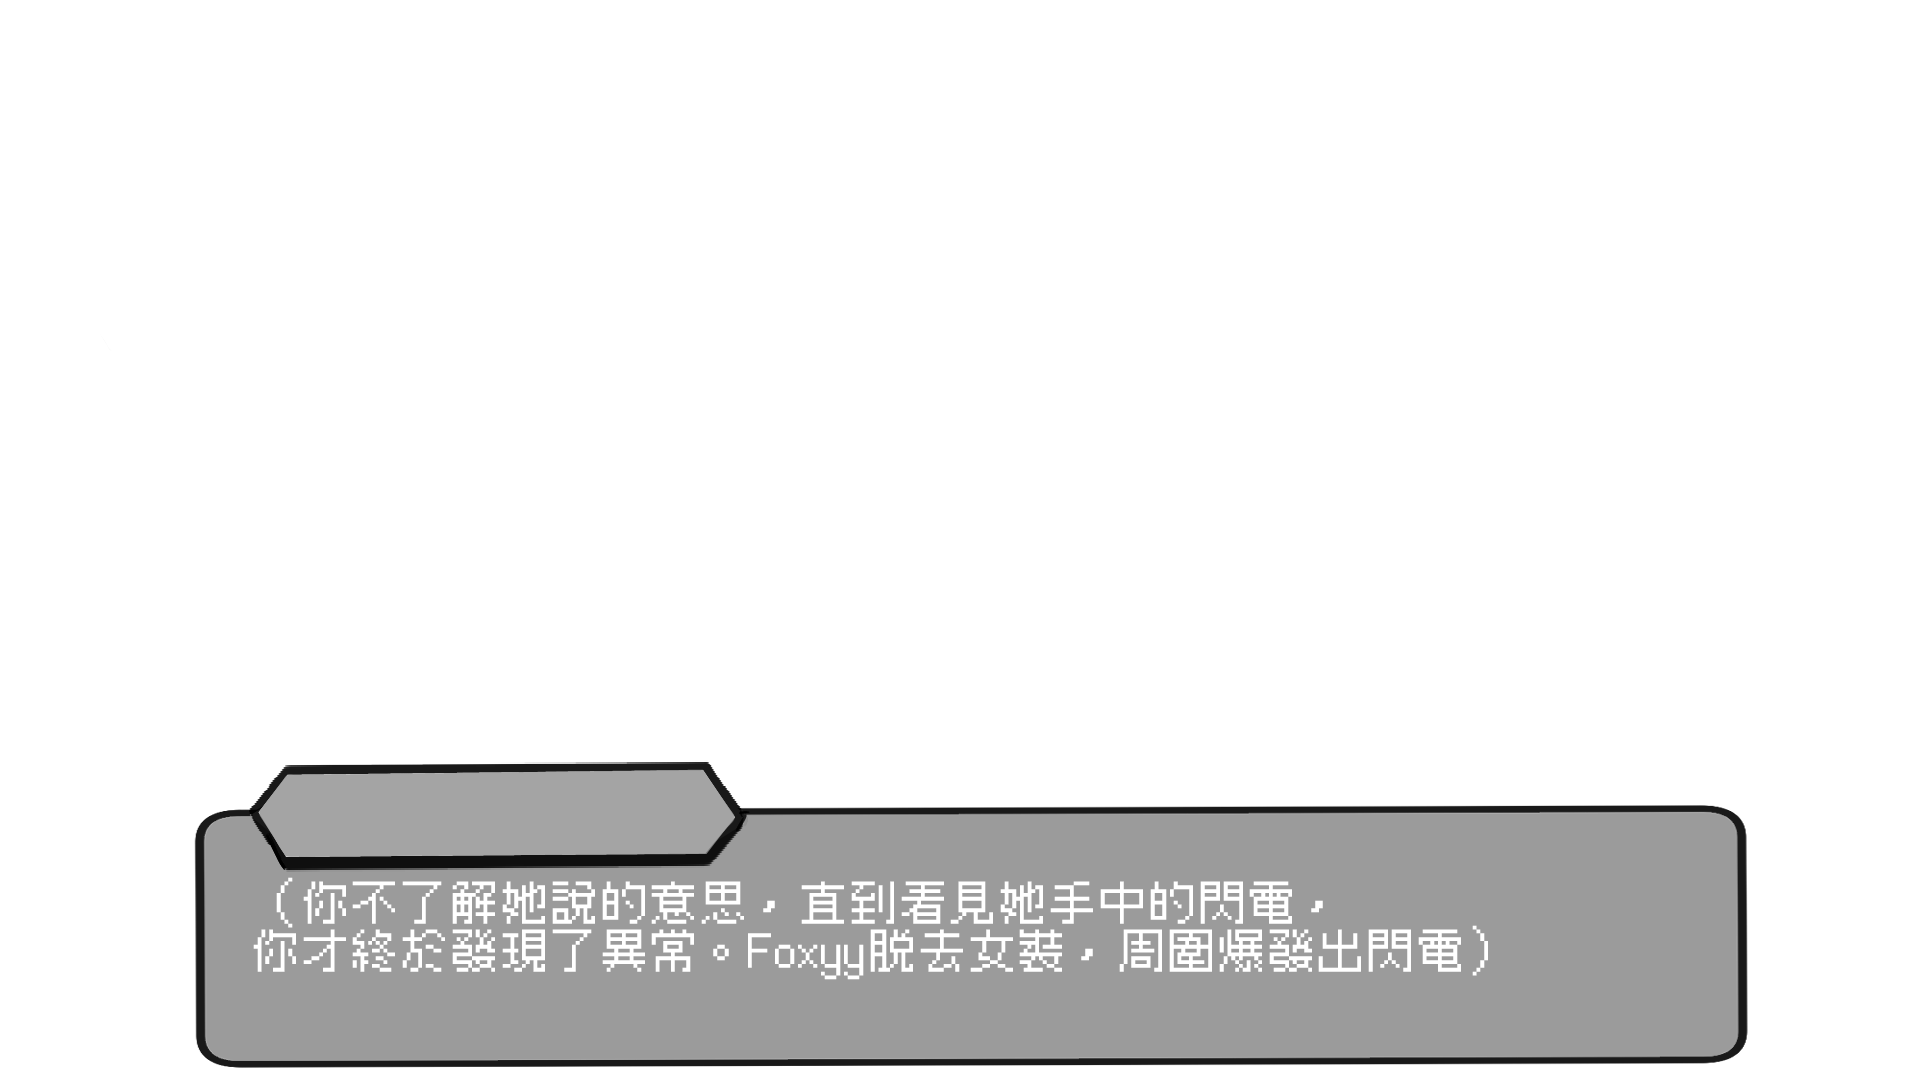 (你不了解她說的意思，直到看見她手中的閃電，
你才終於發現了異常。Foxyy脫去女裝，周圍爆發出閃電)